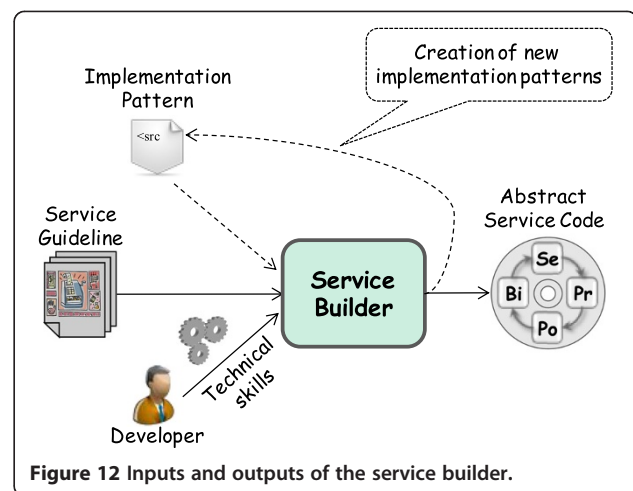 Creation of new
implementation patterns
Implementation
Pattern
<src
Service
Guideline
Abstract
Service Code
Service
Builder
Se
Bi
Pr
Po
Technical
skills
Developer
Figure 12 Inputs and outputs of the service builder.